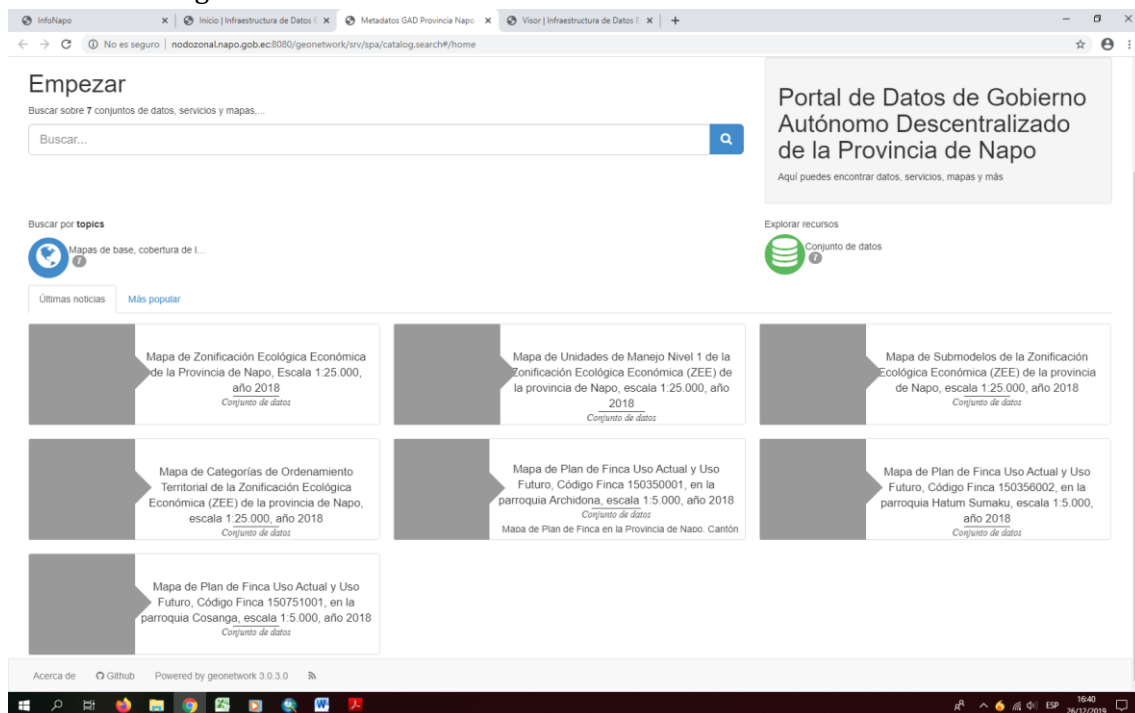 InfoNapo
Inicio | Infraestructura de Datos
Metadatos GAD Provincia Napo
Visor | Infraestructura de Datos
No es seguro | nodozonal.napo.gob.ec:8080/geonetwork/srv/spa/catalog.search#/home
Empezar
Buscar sobre 7 conjuntos de datos, servicios y mapas,...
Buscar...
Portal de Datos de Gobierno
Autónomo Descentralizado
de la Provincia de Napo
Aquí puedes encontrar datos, servicios, mapas y más
Buscar por topics
Mapas de base, cobertura de l...
7
Explorar recursos
Conjunto de datos
7
Últimas noticias
Más popular
Mapa de Zonificación Ecológica Económica
de la Provincia de Napo, Escala 1:25.000,
año 2018
Conjunto de datos
Mapa de Unidades de Manejo Nivel 1 de la
Zonificación Ecológica Económica (ZEE) de
la provincia de Napo, escala 1:25.000, año
2018
Conjunto de datos
Mapa de Submodelos de la Zonificación
Ecológica Económica (ZEE) de la provincia
de Napo, escala 1:25.000, año 2018
Conjunto de datos
Mapa de Categorías de Ordenamiento
Territorial de la Zonificación Ecológica
Económica (ZEE) de la provincia de Napo,
escala 1:25.000, año 2018
Conjunto de datos
Mapa de Plan de Finca Uso Actual y Uso
Futuro, Código Finca 150350001, en la
parroquia Archidona, escala 1:5.000, año 2018
Conjunto de datos
Mapa de Plan de Finca en la Provincia de Napo. Cantón
Mapa de Plan de Finca Uso Actual y Uso
Futuro, Código Finca 150356002, en la
parroquia Hatum Sumaku, escala 1:5.000,
año 2018
Conjunto de datos
Mapa de Plan de Finca Uso Actual y Uso
Futuro, Código Finca 150751001, en la
parroquia Cosanga, escala 1:5.000, año 2018
Conjunto de datos
Acerca de
Github
Powered by geonetwork 3.0.3.0
ESP
16:40
26/12/2019